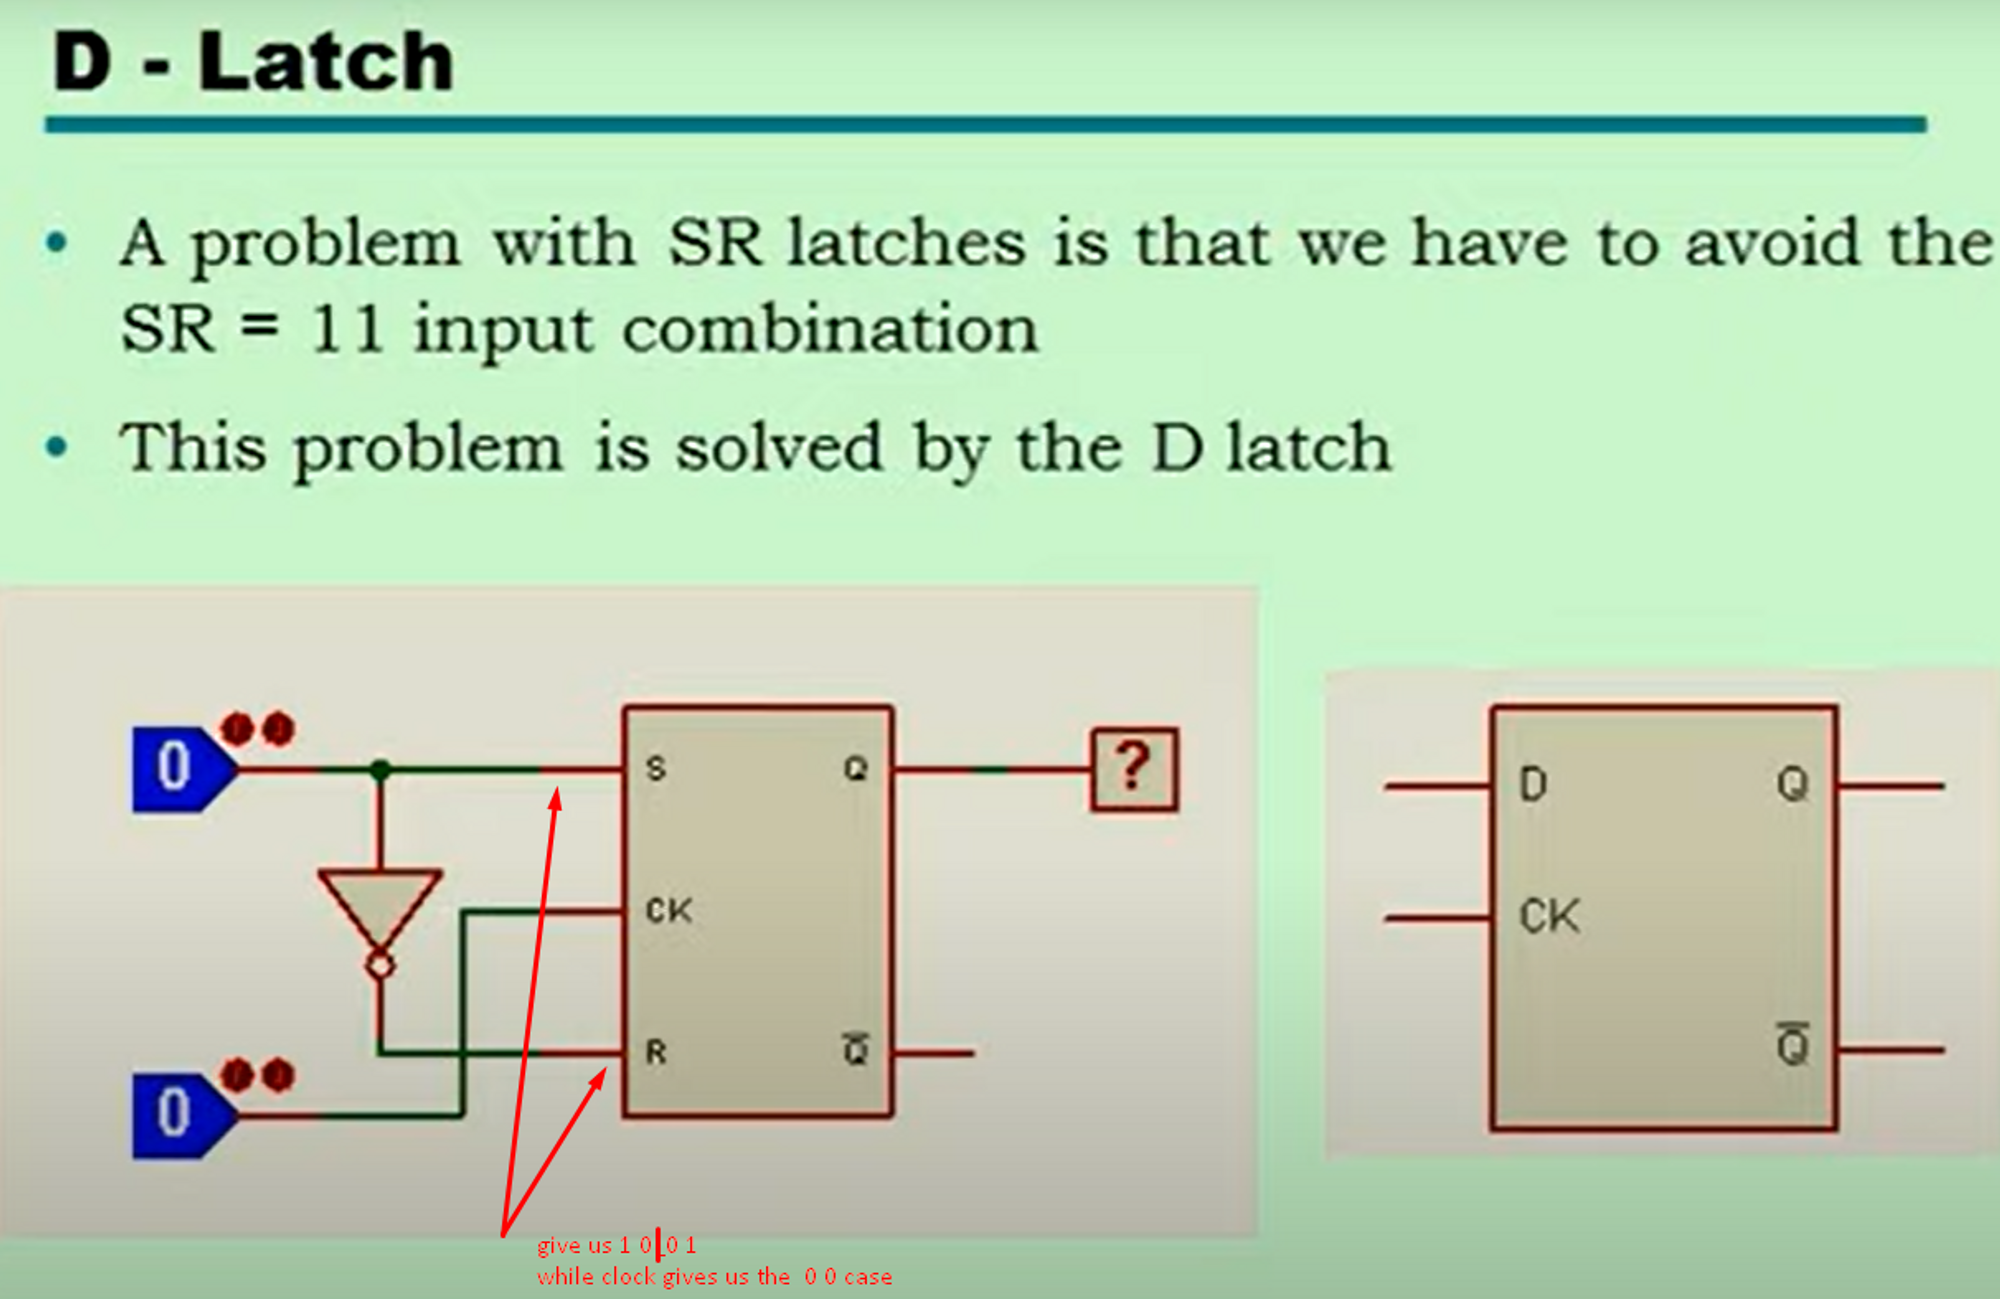 D - Latch
• A problem with SR latches is that we have to avoid the
SR = 11 input combination
• This problem is solved by the D latch
0
S
Q
?
CK
R
Q̅
0
D
Q
CK
Q̅
give us 1 0 0 1
while clock gives us the 0 0 case